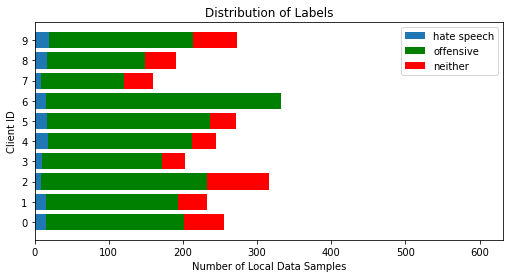 Distribution of Labels
hate speech
offensive
neither
Client ID
9
8
7
6
5
4
3
2
1
0
0 100 200 300 400 500 600
Number of Local Data Samples